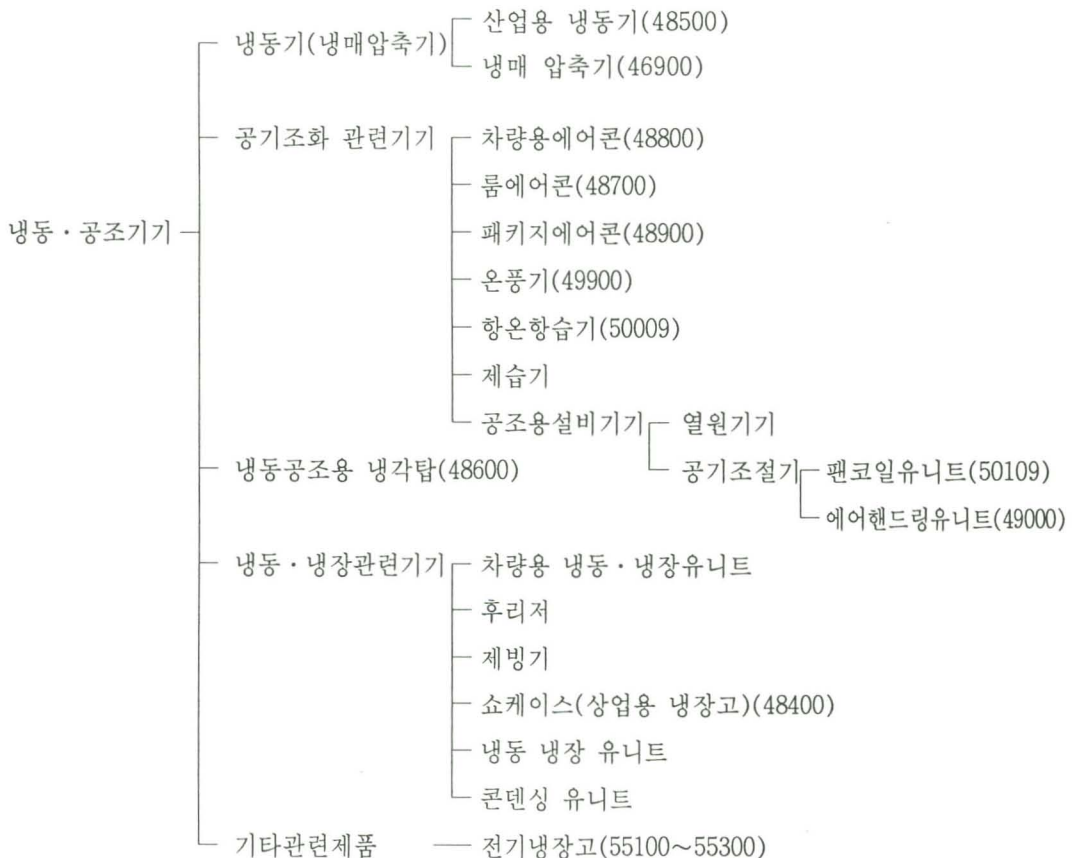 산업용 냉동기(48500)
냉동기(냉매압축기)
냉매 압축기(46900)
공기조화 관련기기
차량용에어콘(48800)
룸에어콘(48700)
냉동·공조기기
패키지에어콘(48900)
온풍기(49900)
항온항습기(50009)
제습기
공조용설비기기
열원기기
냉동공조용 냉각탑(48600)
공기조절기
팬코일유니트(50109)
에어핸드링유니트(49000)
냉동·냉장관련기기
차량용 냉동·냉장유니트
후리저
제빙기
쇼케이스(상업용 냉장고)(48400)
냉동 냉장 유니트
콘덴싱 유니트
기타관련제품
전기냉장고(55100~55300)